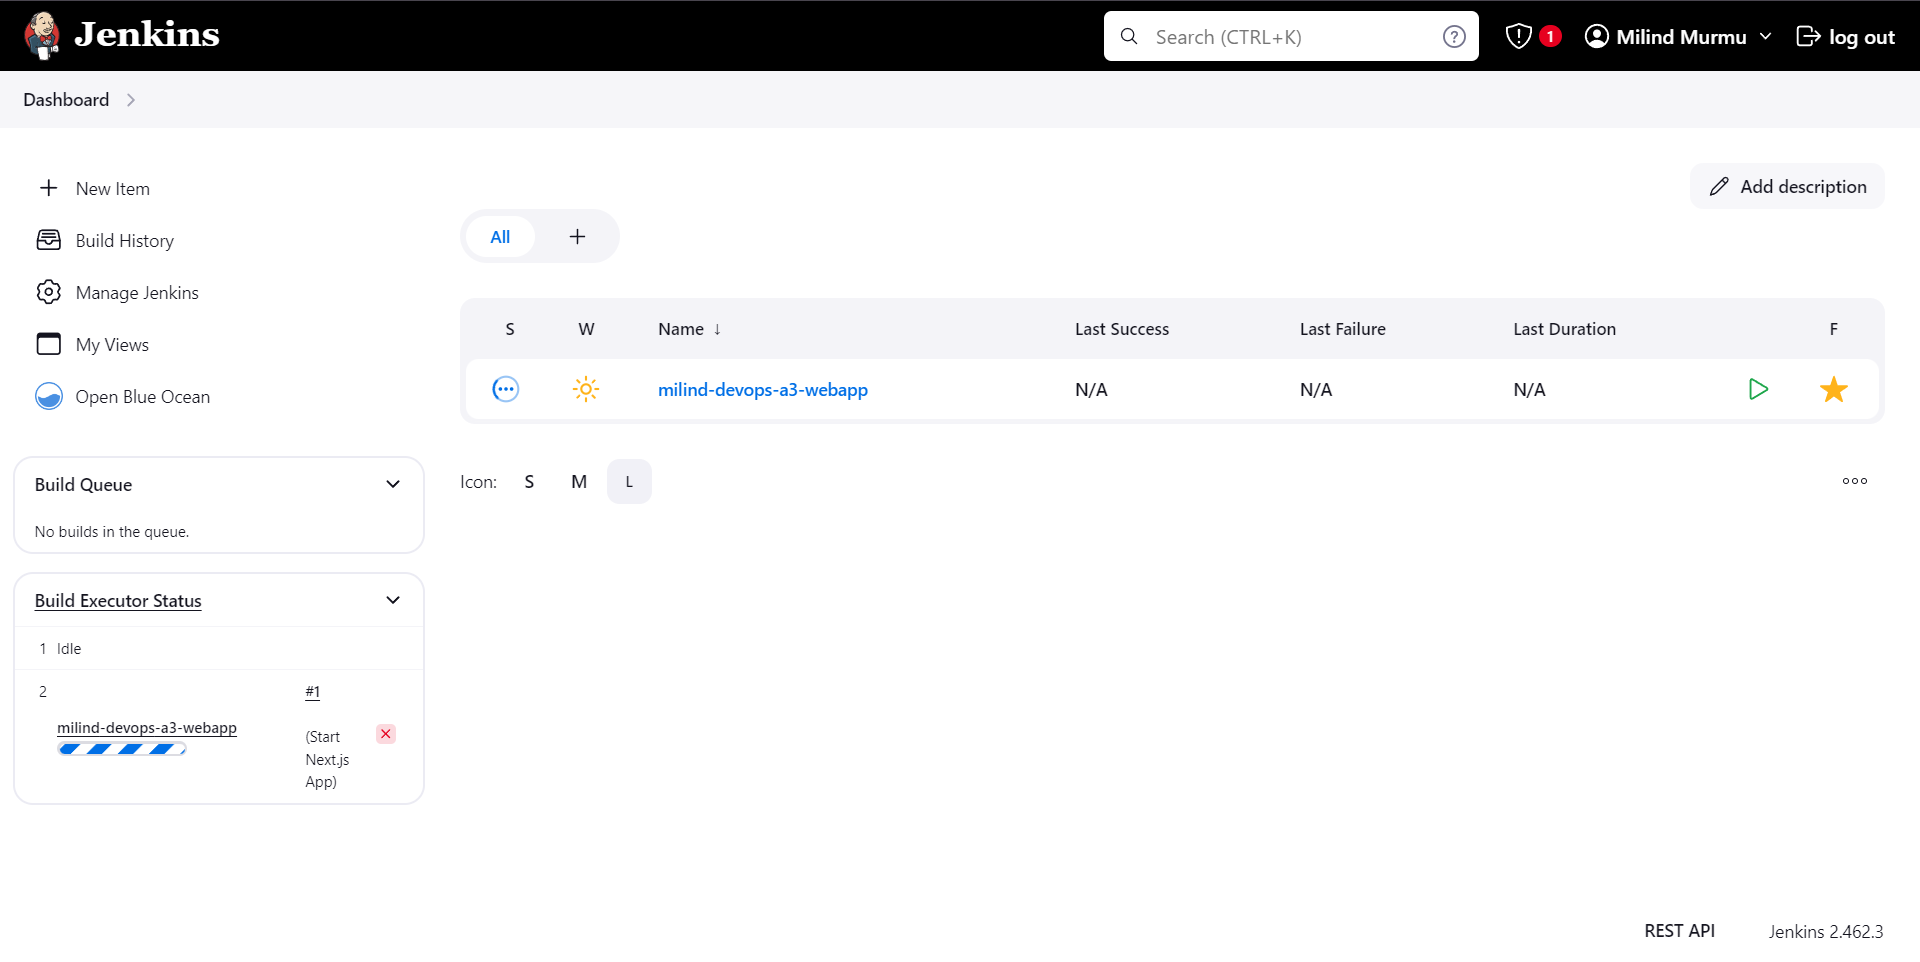 Jenkins
Search (CTRL+K)
1
Milind Murmu
log out
Dashboard
New Item
Build History
Manage Jenkins
My Views
Open Blue Ocean
Build Queue
No builds in the queue.
Build Executor Status
1 Idle
2
milind-devops-a3-webapp
#1
(Start
Next.js
App)
Add description
All
S W Name ↓ Last Success Last Failure Last Duration F
milind-devops-a3-webapp N/A N/A N/A
Icon: S M L
REST API
Jenkins 2.462.3